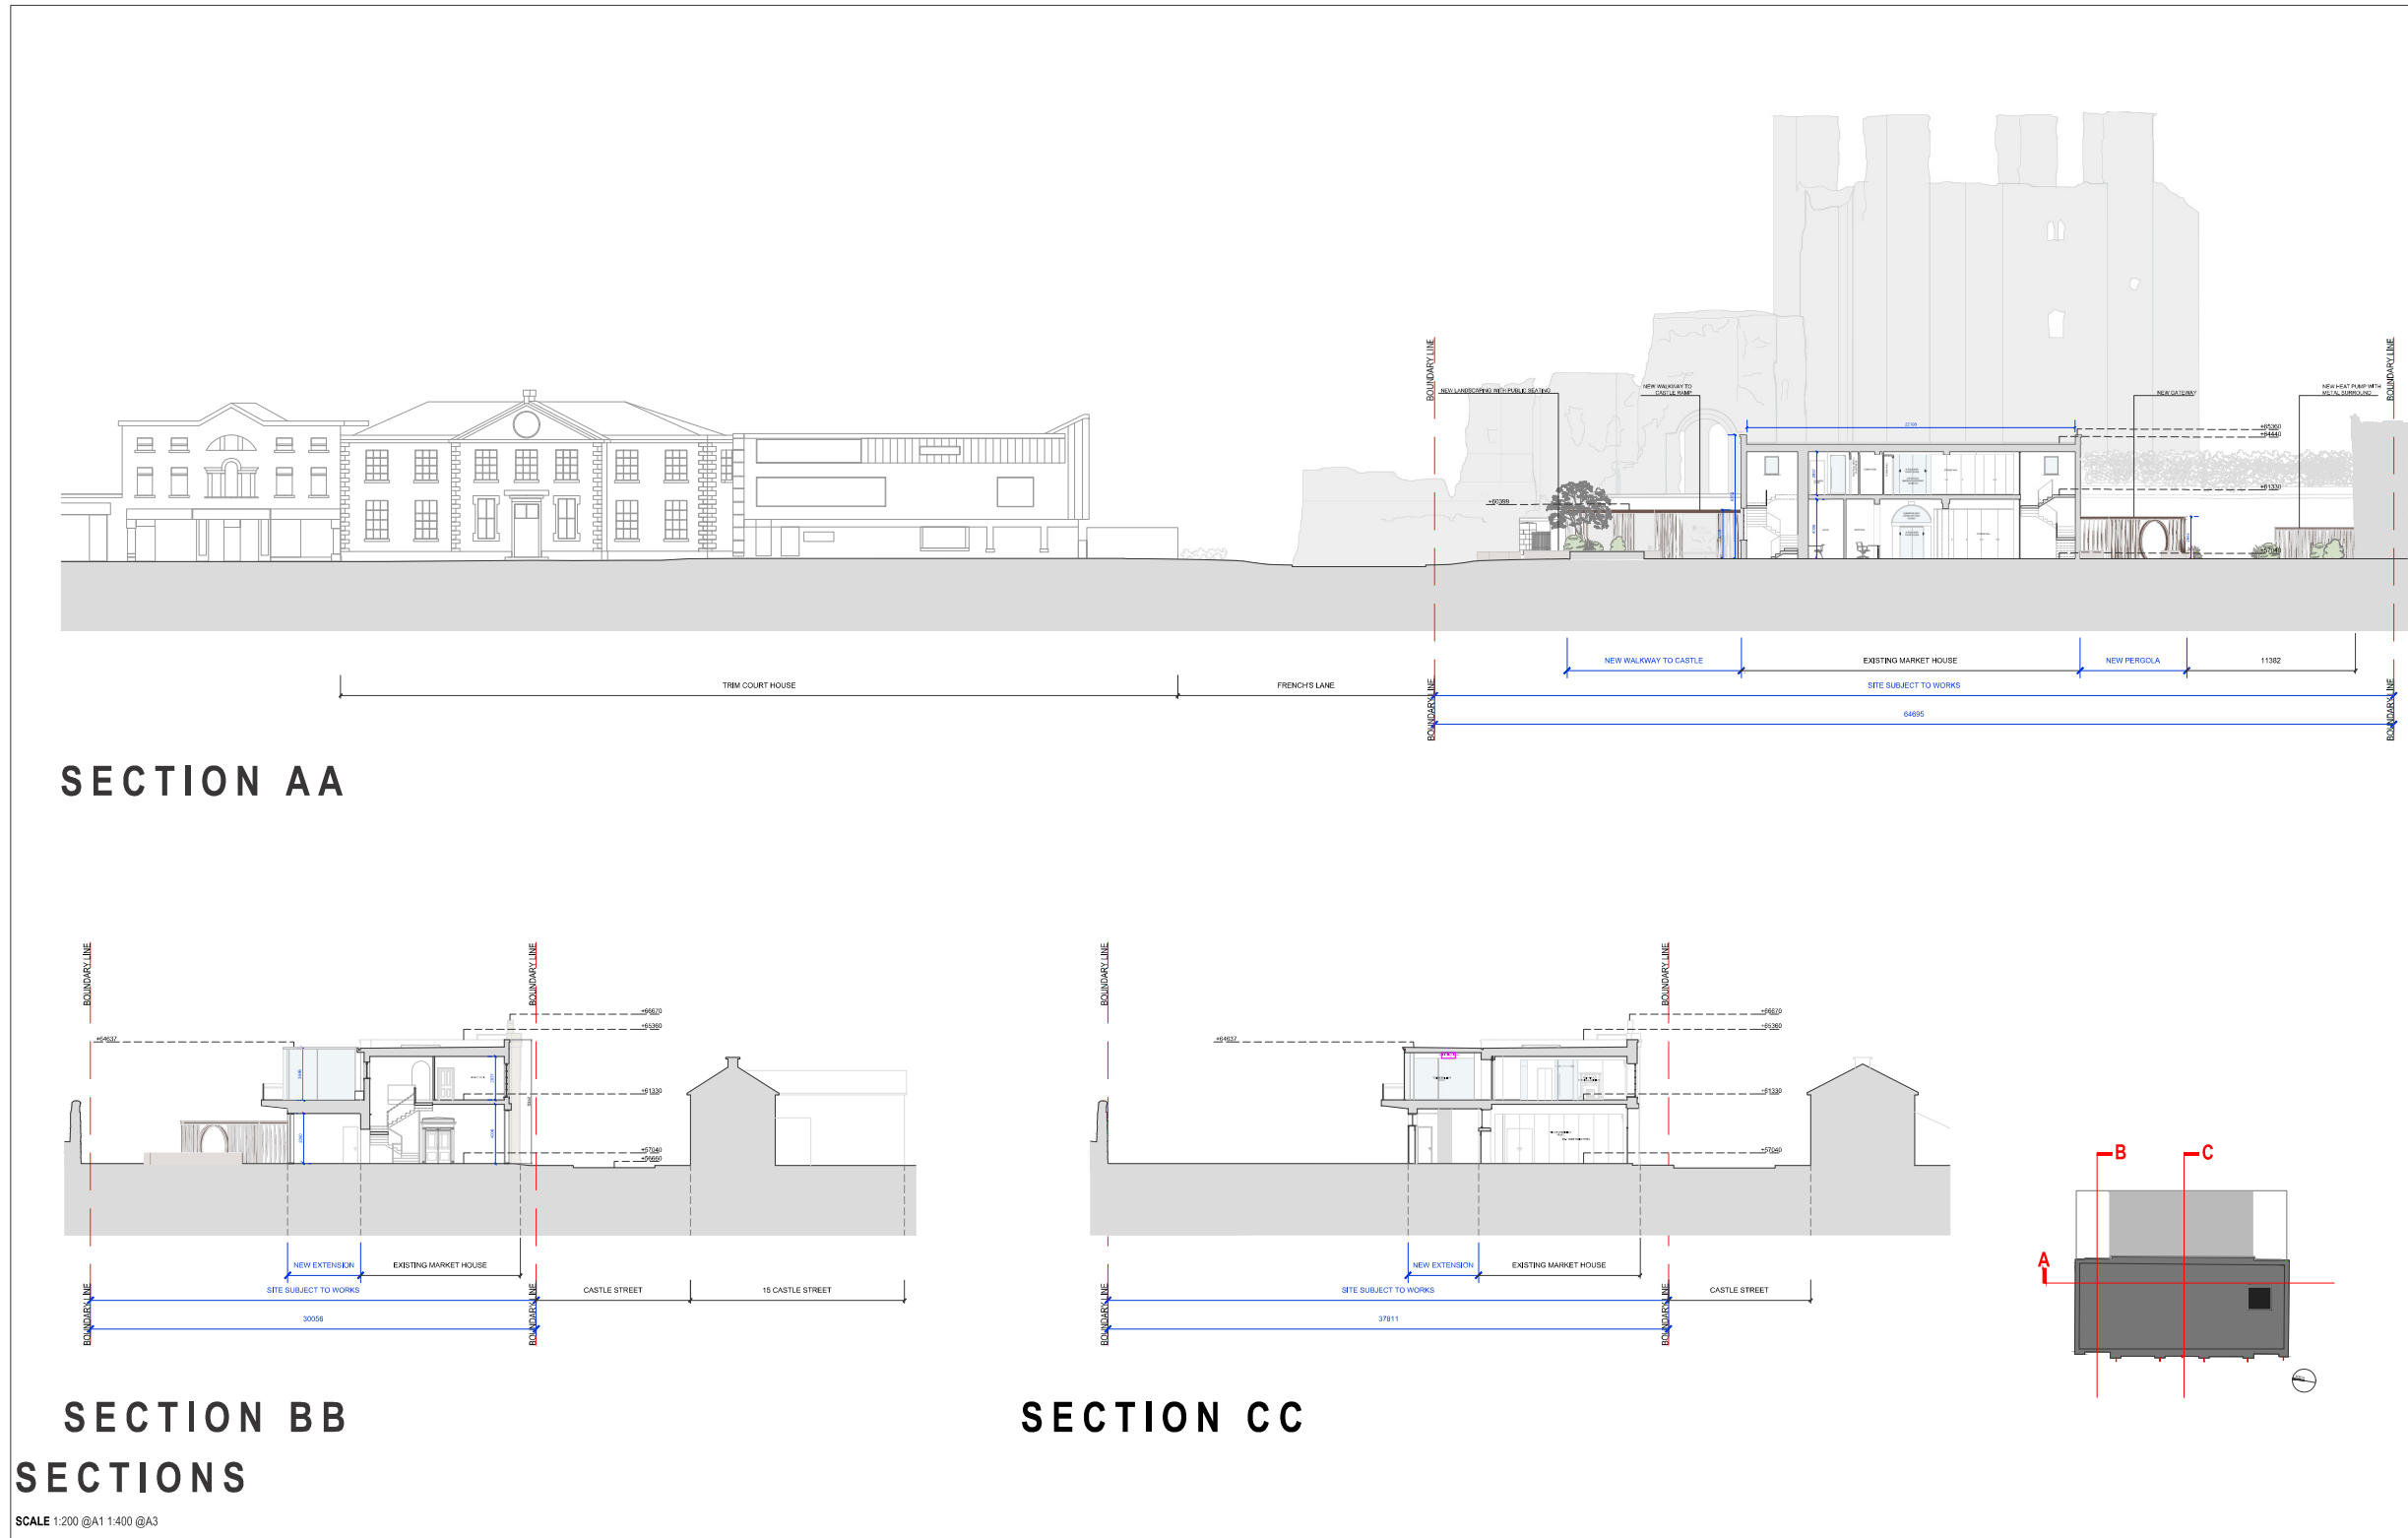 BOUNDARY LINE
BOUNDARY LINE
NEW LANDSCAPING WITH PUBLIC SEATING
NEW WALKWAY TO
CASTLE RAMP
NEW GATEWAY
NEW HEAT PUMP WITH
METAL SURROUND
+65360
+64440
+61330
+60399
+57040
NEW WALKWAY TO CASTLE
EXISTING MARKET HOUSE
NEW PERGOLA
11382
TRIM COURT HOUSE
FRENCH'S LANE
SITE SUBJECT TO WORKS
64695
BOUNDARY LINE
BOUNDARY LINE
SECTION AA
BOUNDARY LINE
BOUNDARY LINE
+66670
+65360
+64637
+61330
+57040
NEW EXTENSION
EXISTING MARKET HOUSE
SITE SUBJECT TO WORKS
CASTLE STREET
15 CASTLE STREET
30056
BOUNDARY LINE
BOUNDARY LINE
SECTION BB
BOUNDARY LINE
BOUNDARY LINE
+66670
+65360
+64637
+61330
+57040
NEW EXTENSION
EXISTING MARKET HOUSE
SITE SUBJECT TO WORKS
CASTLE STREET
37811
BOUNDARY LINE
BOUNDARY LINE
SECTION CC
B
C
A
SECTIONS
SCALE 1:200 @A1 1:400 @A3